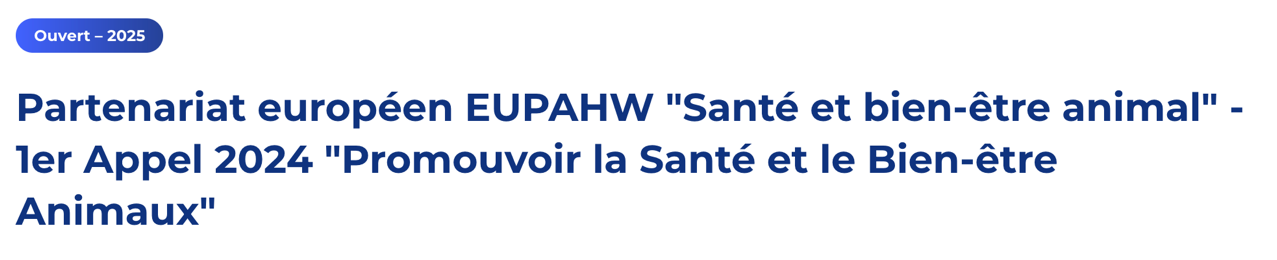 Ouvert – 2025
Partenariat européen EUPAHW "Santé et bien-être animal" -
1er Appel 2024 "Promouvoir la Santé et le Bien-être
Animaux"